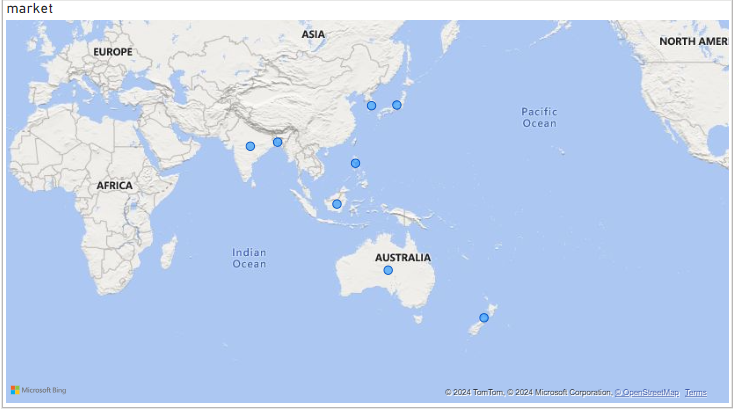 market
ASIA
EUROPE
NORTH AMER
Pacific
Ocean
AFRICA
Indian
Ocean
AUSTRALIA
Microsoft Bing
© 2024 TomTom, © 2024 Microsoft Corporation, © OpenStreetMap Terms